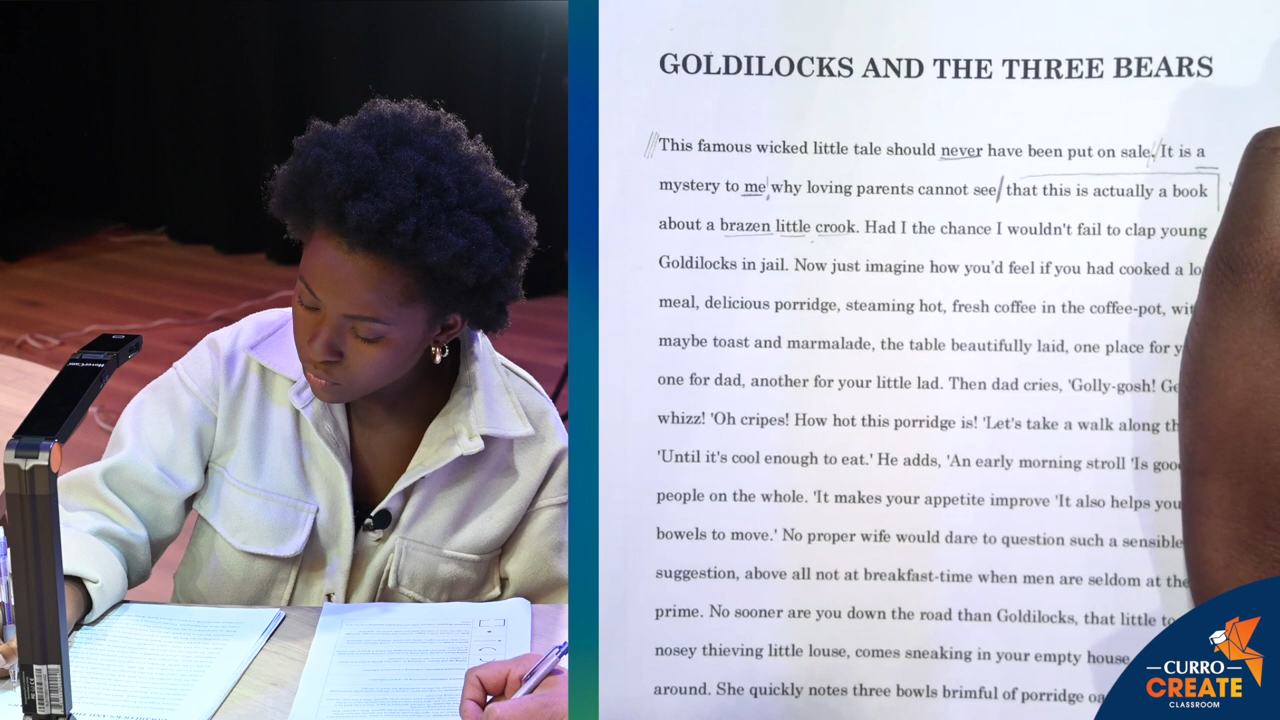 GOLDILOCKS AND THE THREE BEARS
This famous wicked little tale should never have been put on sale. It is a
mystery to me why loving parents cannot see that this is actually a book
about a brazen little crook. Had I the chance I wouldn't fail to clap young
Goldilocks in jail. Now just imagine how you'd feel if you had cooked a lo
meal, delicious porridge, steaming hot, fresh coffee in the coffee-pot, wit
maybe toast and marmalade, the table beautifully laid, one place for y
one for dad, another for your little lad. Then dad cries, 'Golly-gosh! Ge
whizz! 'Oh cripes! How hot this porridge is! 'Let's take a walk along th
'Until it's cool enough to eat.' He adds, 'An early morning stroll 'Is goo
people on the whole. 'It makes your appetite improve 'It also helps you
bowels to move.' No proper wife would dare to question such a sensible
suggestion, above all not at breakfast-time when men are seldom at the
prime. No sooner are you down the road than Goldilocks, that little to
nosey thieving little louse, comes sneaking in your empty house
around. She quickly notes three bowls brimful of porridge o
CURRO
CREATE
CLASSROOM